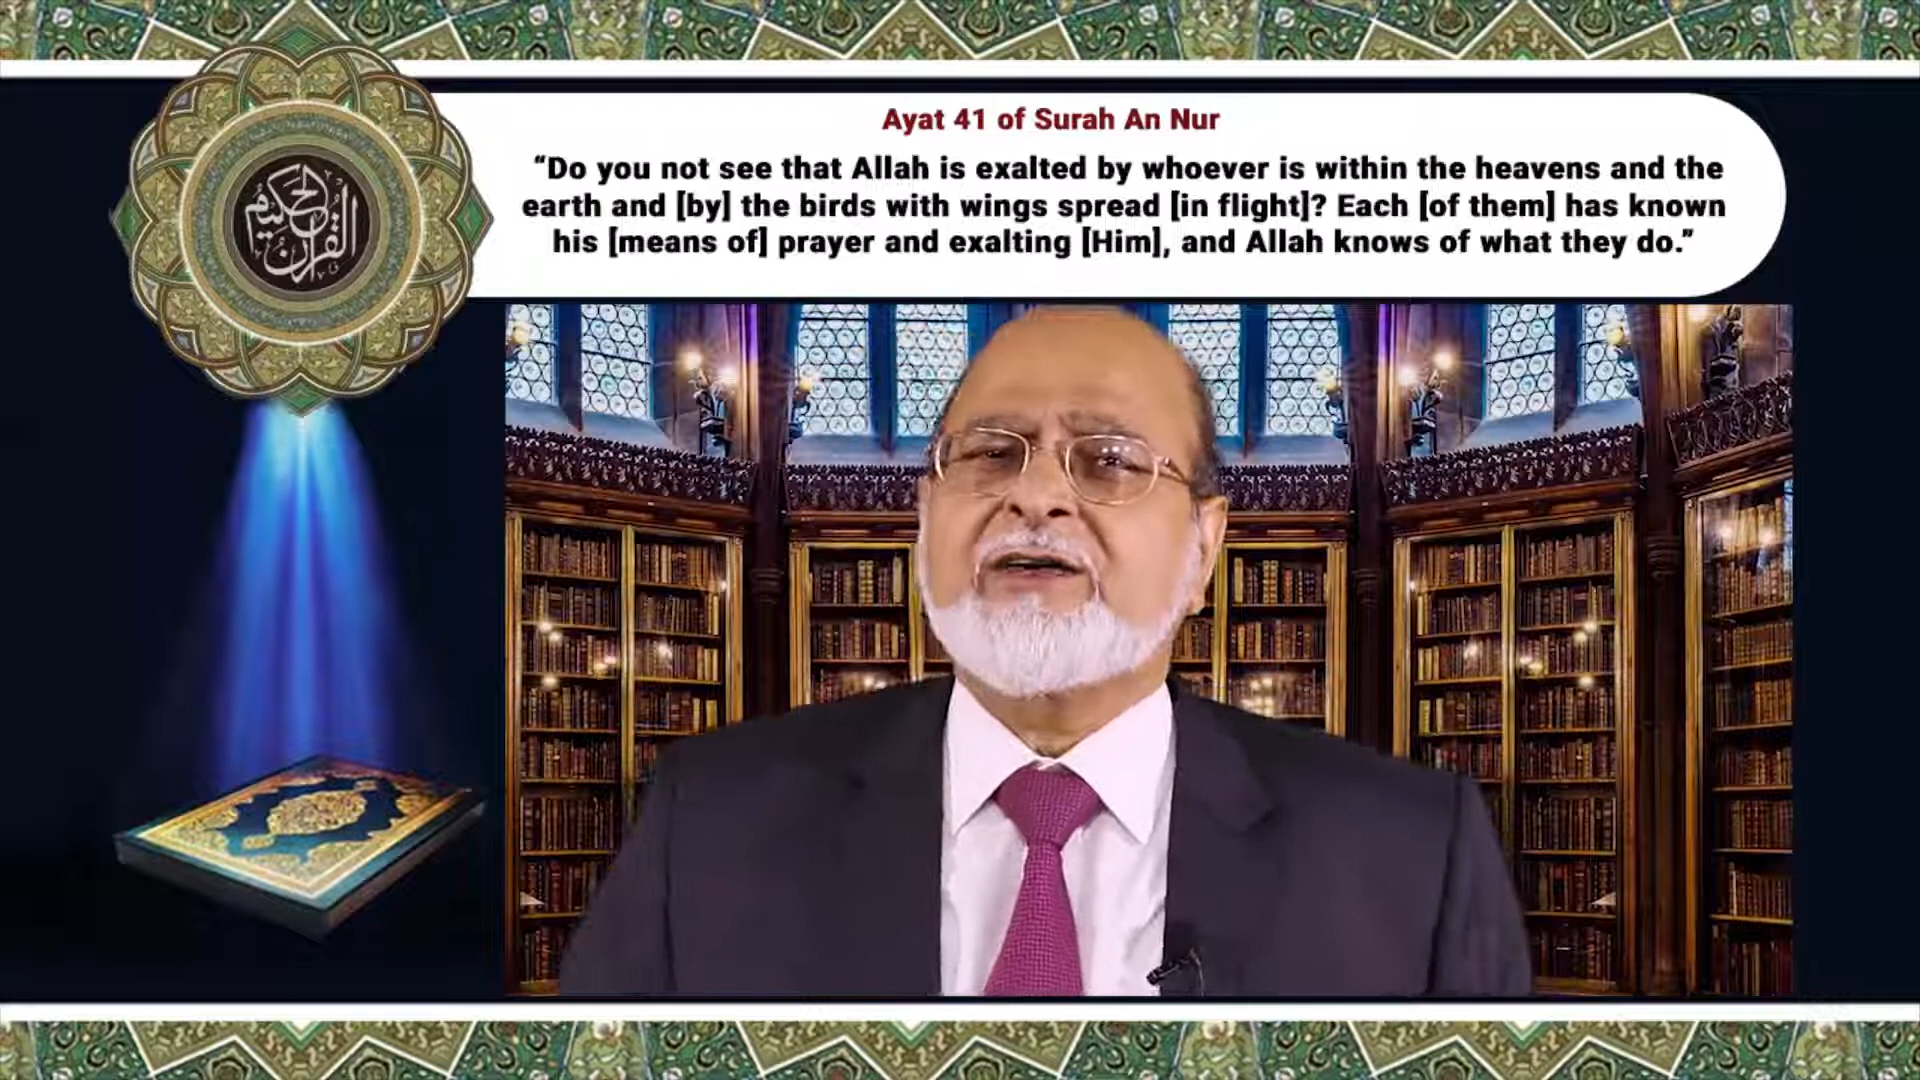 Ayat 41 of Surah An Nur
“Do you not see that Allah is exalted by whoever is within the heavens and the
earth and [by] the birds with wings spread [in flight]? Each [of them] has known
his [means of] prayer and exalting [Him], and Allah knows of what they do.”
القرآن الحكيم